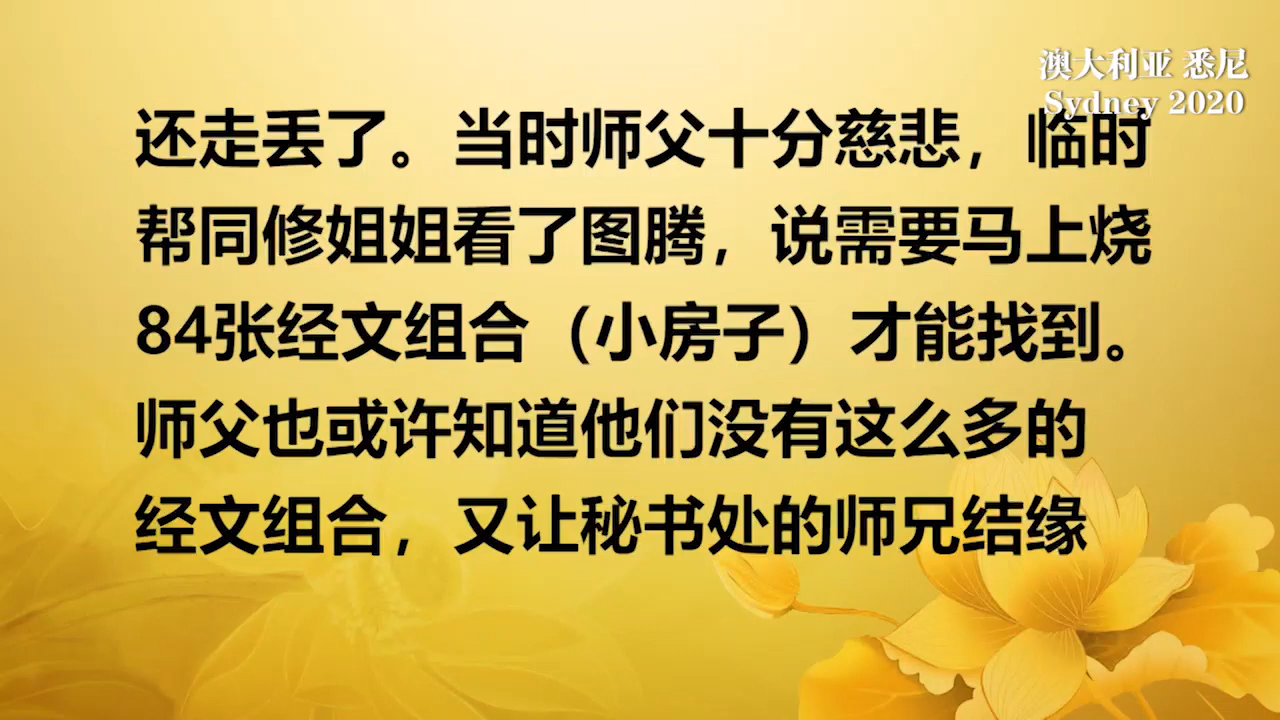 澳大利亚 悉尼
Sydney 2020
还走丢了。当时师父十分慈悲，临时
帮同修姐姐看了图腾，说需要马上烧
84张经文组合（小房子）才能找到。
师父也或许知道他们没有这么多的
经文组合，又让秘书处的师兄结缘